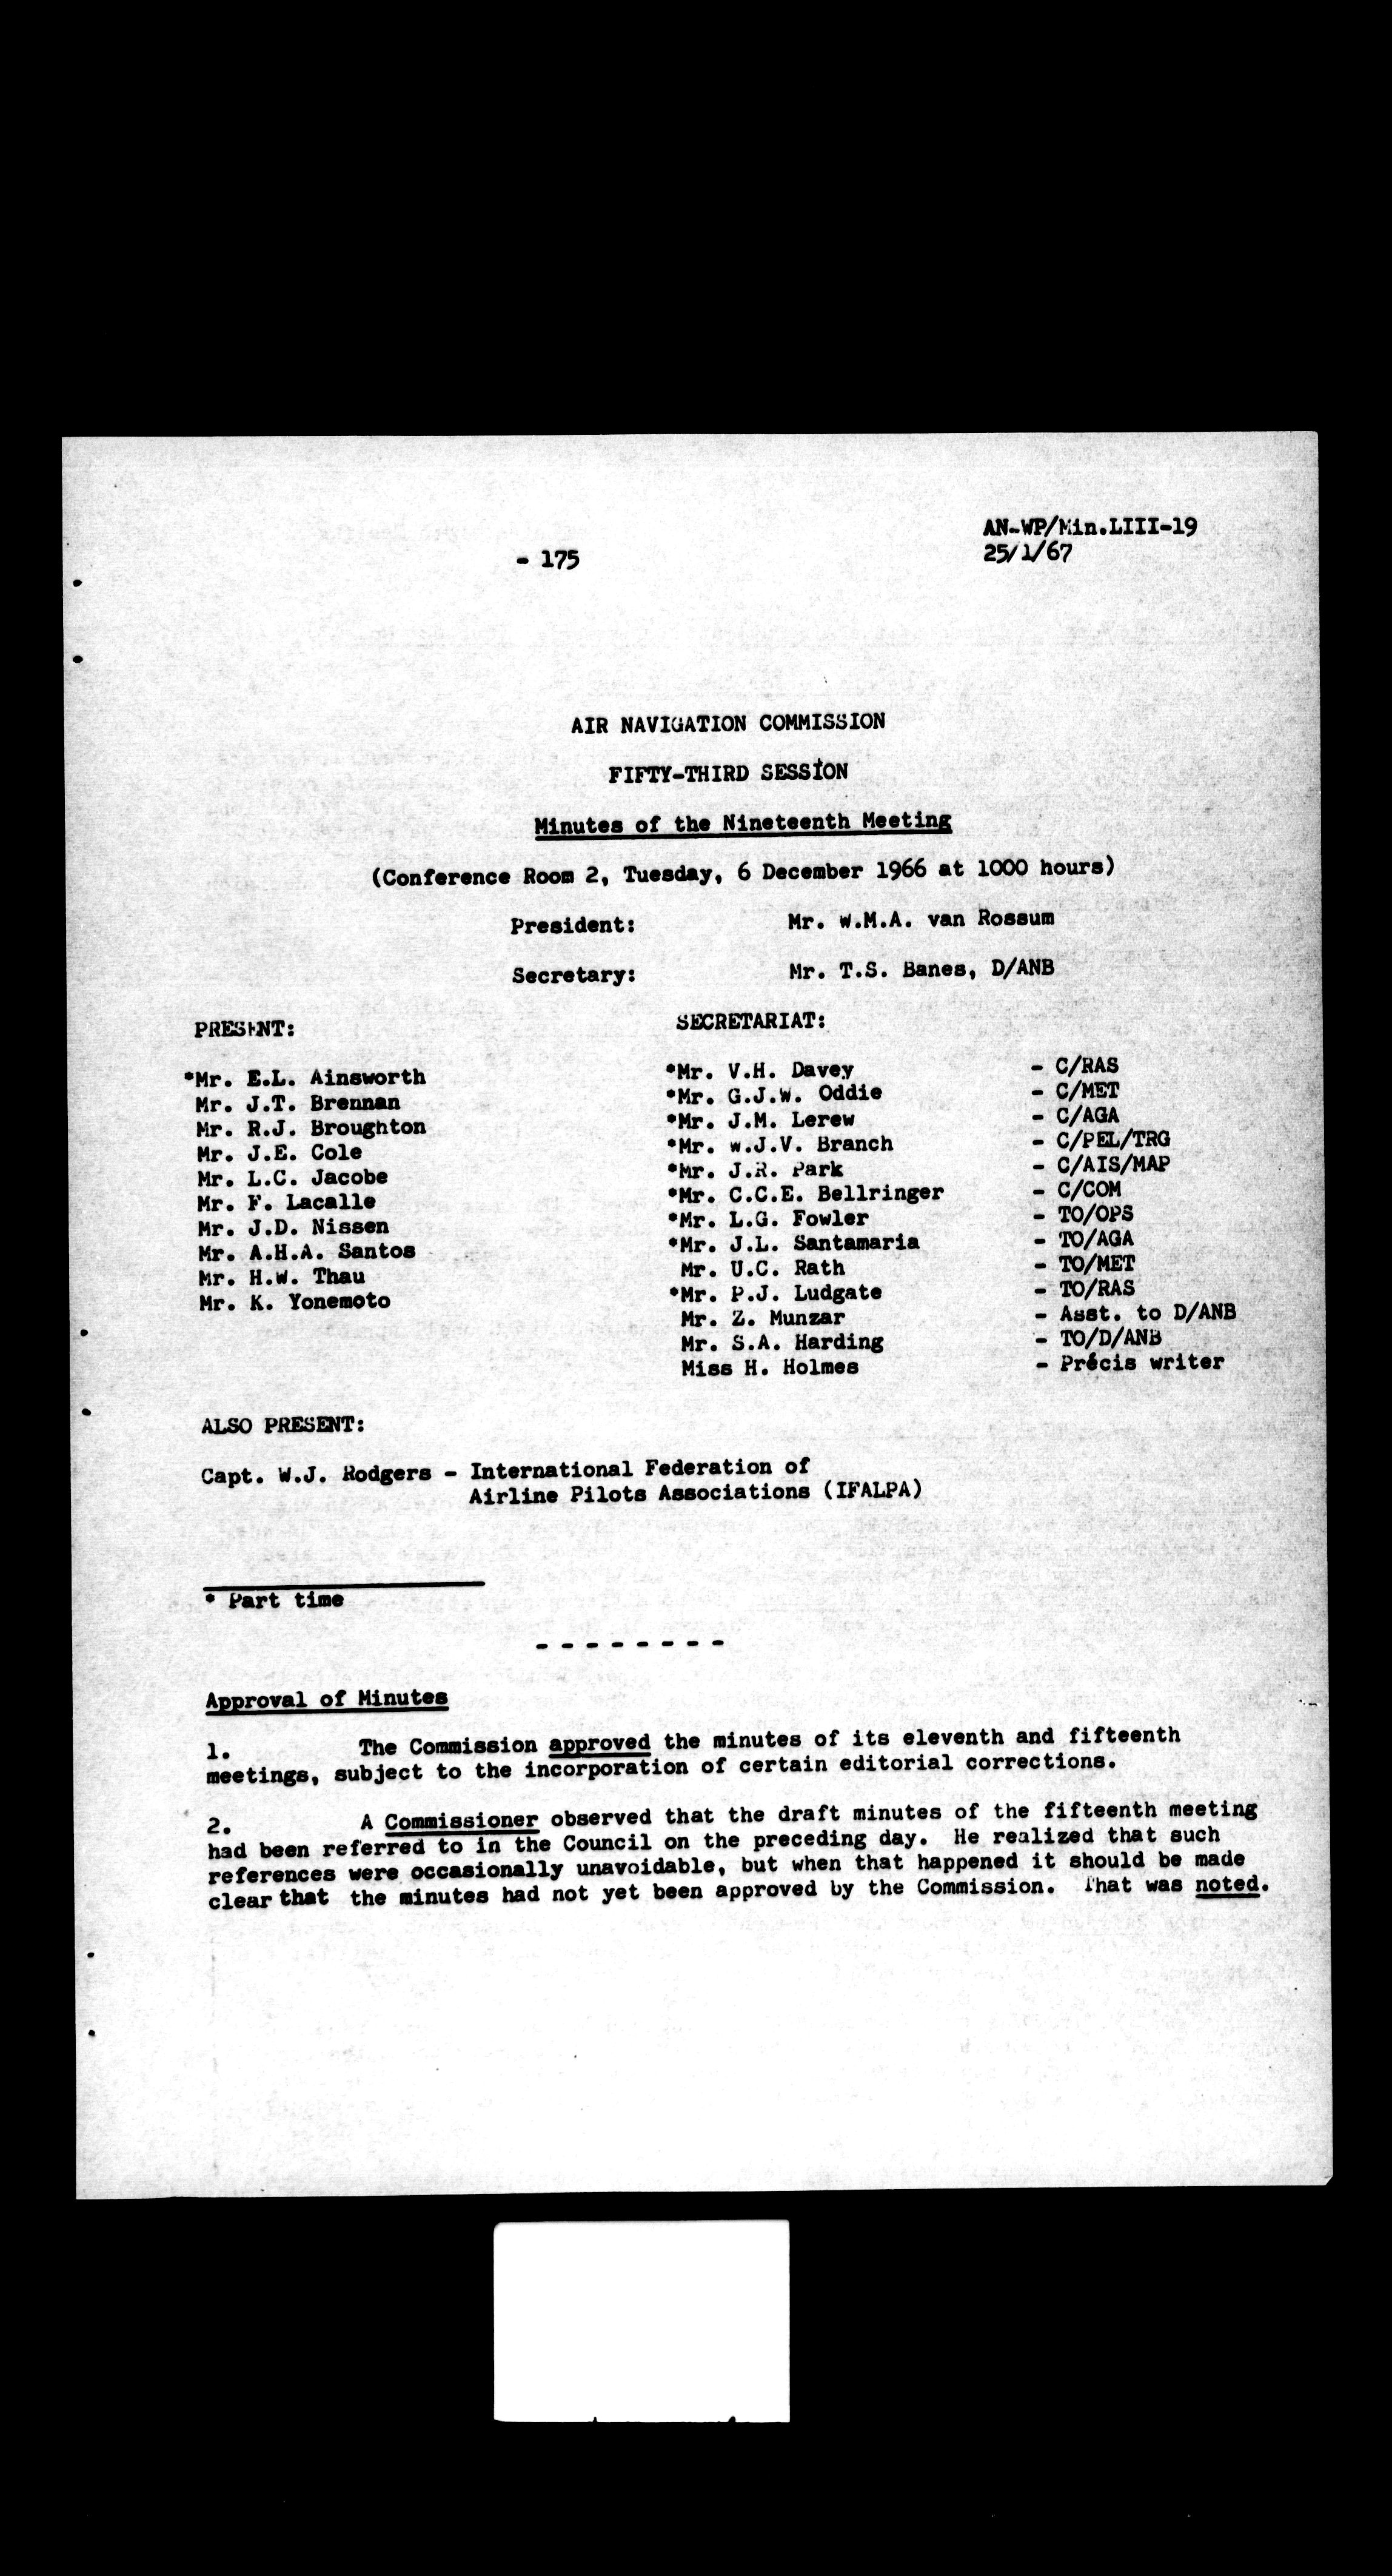 AN-WP/Min.LIII-19
- 175
25/1/67
AIR NAVIGATION COMMISSION
FIFTY-THIRD SESSION
Minutes of the Nineteenth Meeting
(Conference Room 2, Tuesday, 6 December 1966 at 1000 hours)
President: Mr. W.M.A. van Rossum
Secretary: Mr. T.S. Banes, D/ANB
PRESENT:
*Mr. E.L. Ainsworth
Mr. J.T. Brennan
Mr. R.J. Broughton
Mr. J.E. Cole
Mr. L.C. Jacobe
Mr. F. Lacalle
Mr. J.D. Nissen
Mr. A.H.A. Santos
Mr. H.W. Thau
Mr. K. Yonemoto
SECRETARIAT:
*Mr. V.H. Davey - C/RAS
*Mr. G.J.W. Oddie - C/MET
*Mr. J.M. Lerew - C/AGA
*Mr. W.J.V. Branch - C/PEL/TRG
*Mr. J.R. Park - C/AIS/MAP
*Mr. C.C.E. Bellringer - C/COM
*Mr. L.G. Fowler - TO/OPS
*Mr. J.L. Santamaria - TO/AGA
Mr. U.C. Rath - TO/MET
*Mr. P.J. Ludgate - TO/RAS
Mr. Z. Munzar - Asst. to D/ANB
Mr. S.A. Harding - TO/D/ANB
Miss H. Holmes - Précis writer
ALSO PRESENT:
Capt. W.J. Rodgers - International Federation of
Airline Pilots Associations (IFALPA)
* Part time
- - - - - - - -
Approval of Minutes
1. The Commission approved the minutes of its eleventh and fifteenth
meetings, subject to the incorporation of certain editorial corrections.
2. A Commissioner observed that the draft minutes of the fifteenth meeting
had been referred to in the Council on the preceding day. He realized that such
references were occasionally unavoidable, but when that happened it should be made
clear that the minutes had not yet been approved by the Commission. That was noted.